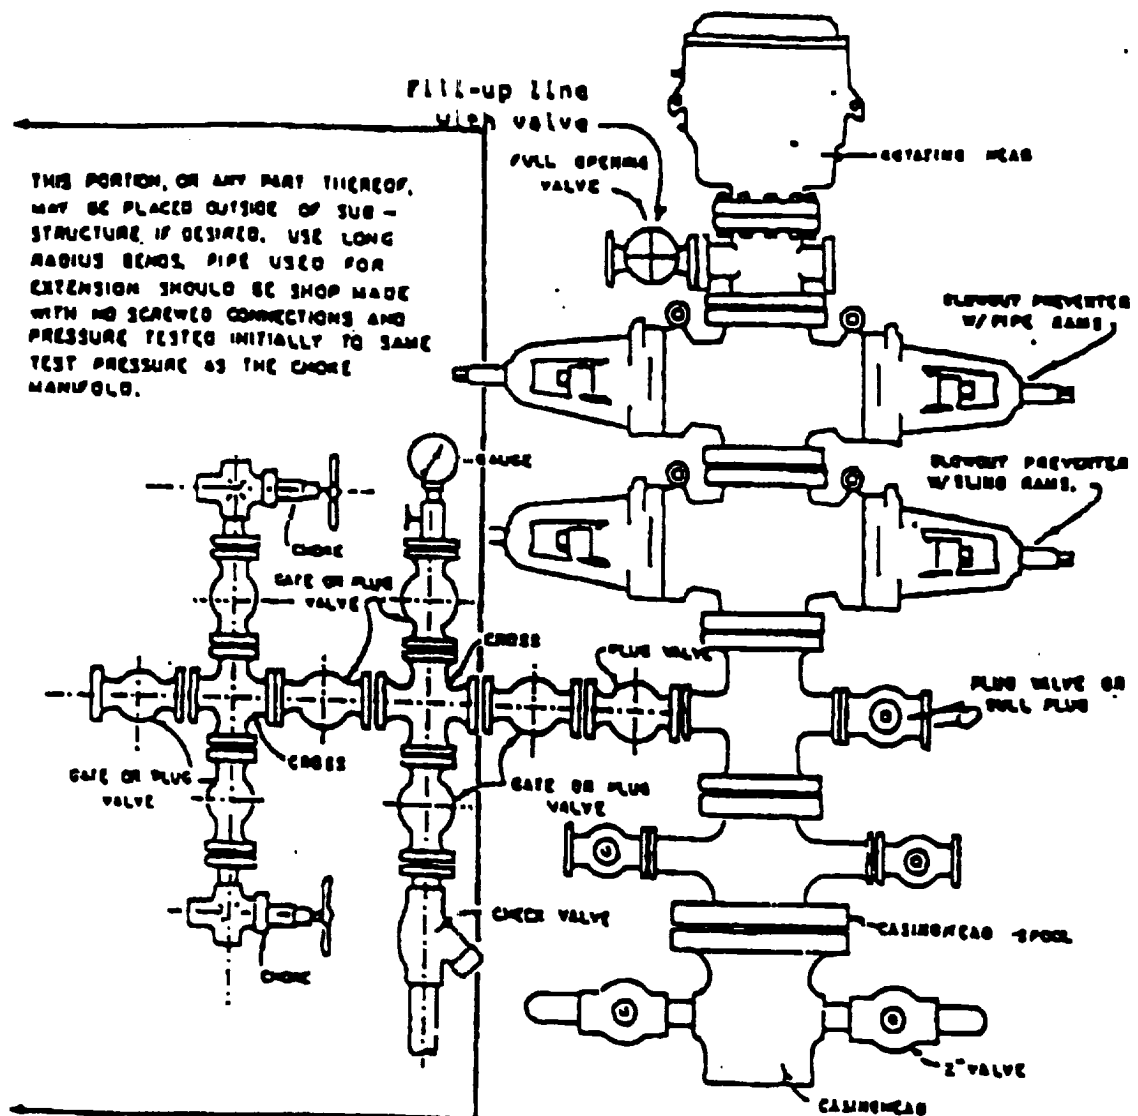 Fill-up line
with valve
FULL OPENING
VALVE
ROTATING HEAD
THIS PORTION, OR ANY PART THEREOF,
MAY BE PLACED OUTSIDE OF SUB-
STRUCTURE IF DESIRED. USE LONG
RADIUS BENDS. PIPE USED FOR
EXTENSION SHOULD BE SHOP MADE
WITH NO SCREWED CONNECTIONS AND
PRESSURE TESTED INITIALLY TO SAME
TEST PRESSURE AS THE CHOKE
MANIFOLD.
BLOWOUT PREVENTER
W/PIPE RAMS.
GAUGE
BLOWOUT PREVENTER
W/BLIND RAMS.
CHOKE
GATE OR PLUG
VALVE
CROSS
PLUG VALVE
PLUG VALVE OR
BULL PLUG
CROSS
GATE OR PLUG
VALVE
GATE OR PLUG
VALVE
CHECK VALVE
CASINGHEAD SPOOL
CHOKE
2" VALVE
CASINGHEAD